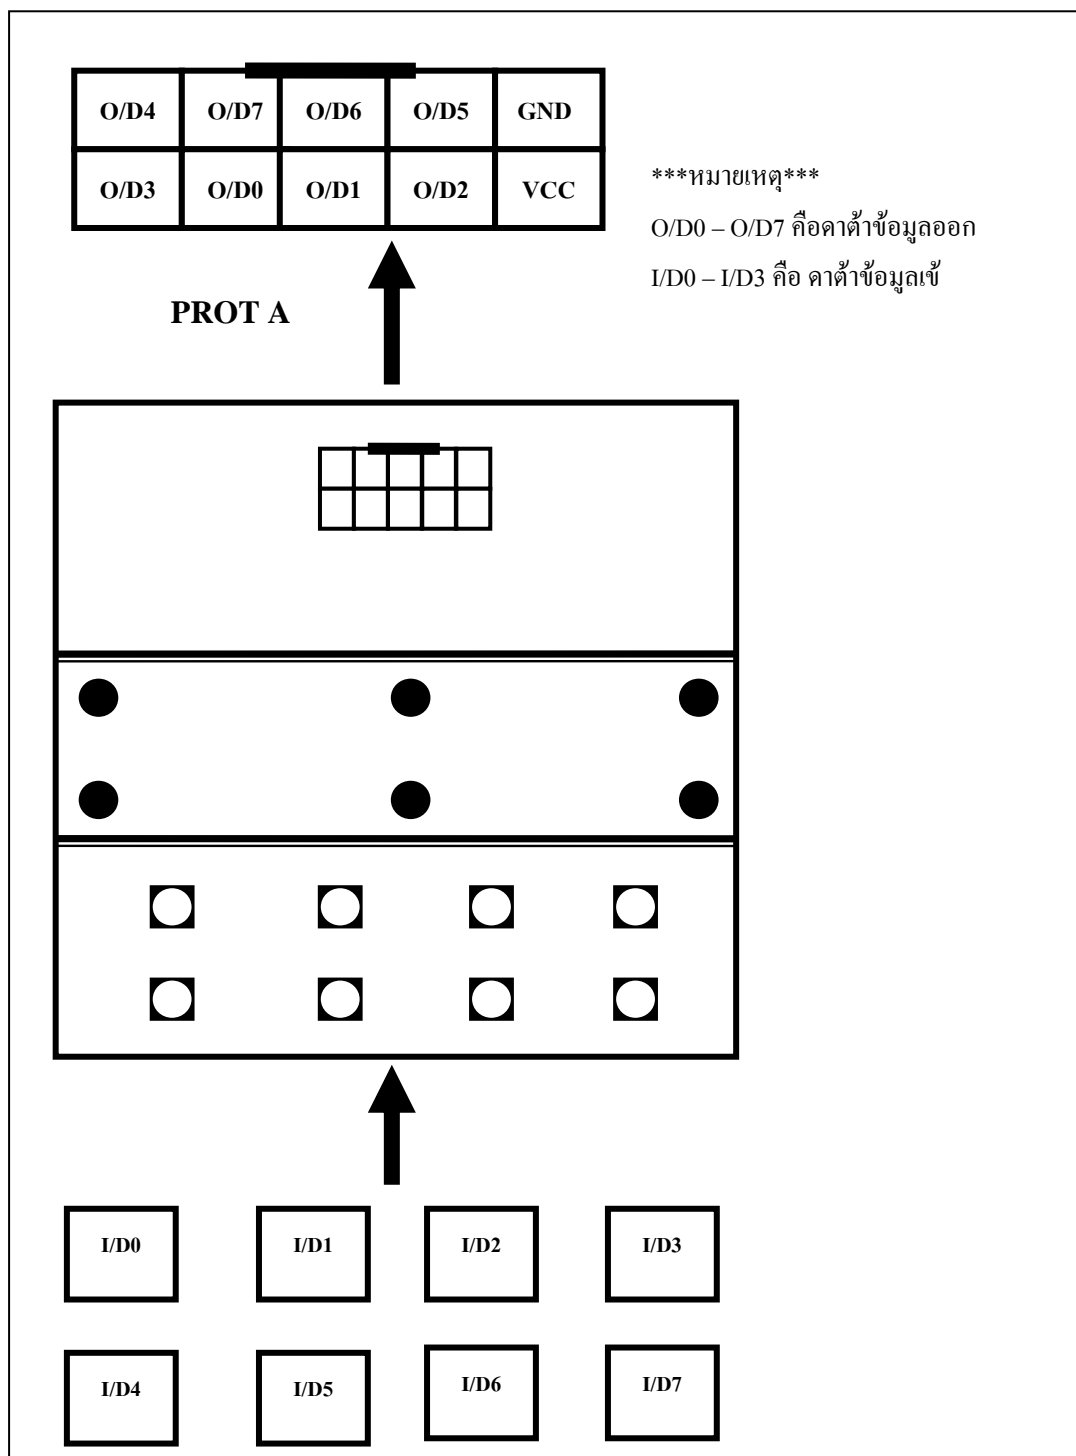 O/D4 O/D7 O/D6 O/D5 GND
O/D3 O/D0 O/D1 O/D2 VCC
***หมายเหตุ***
O/D0 – O/D7 คือดาต้าข้อมูลออก
I/D0 – I/D3 คือ ดาต้าข้อมูลเข้
PROT A
I/D0 I/D1 I/D2 I/D3
I/D4 I/D5 I/D6 I/D7